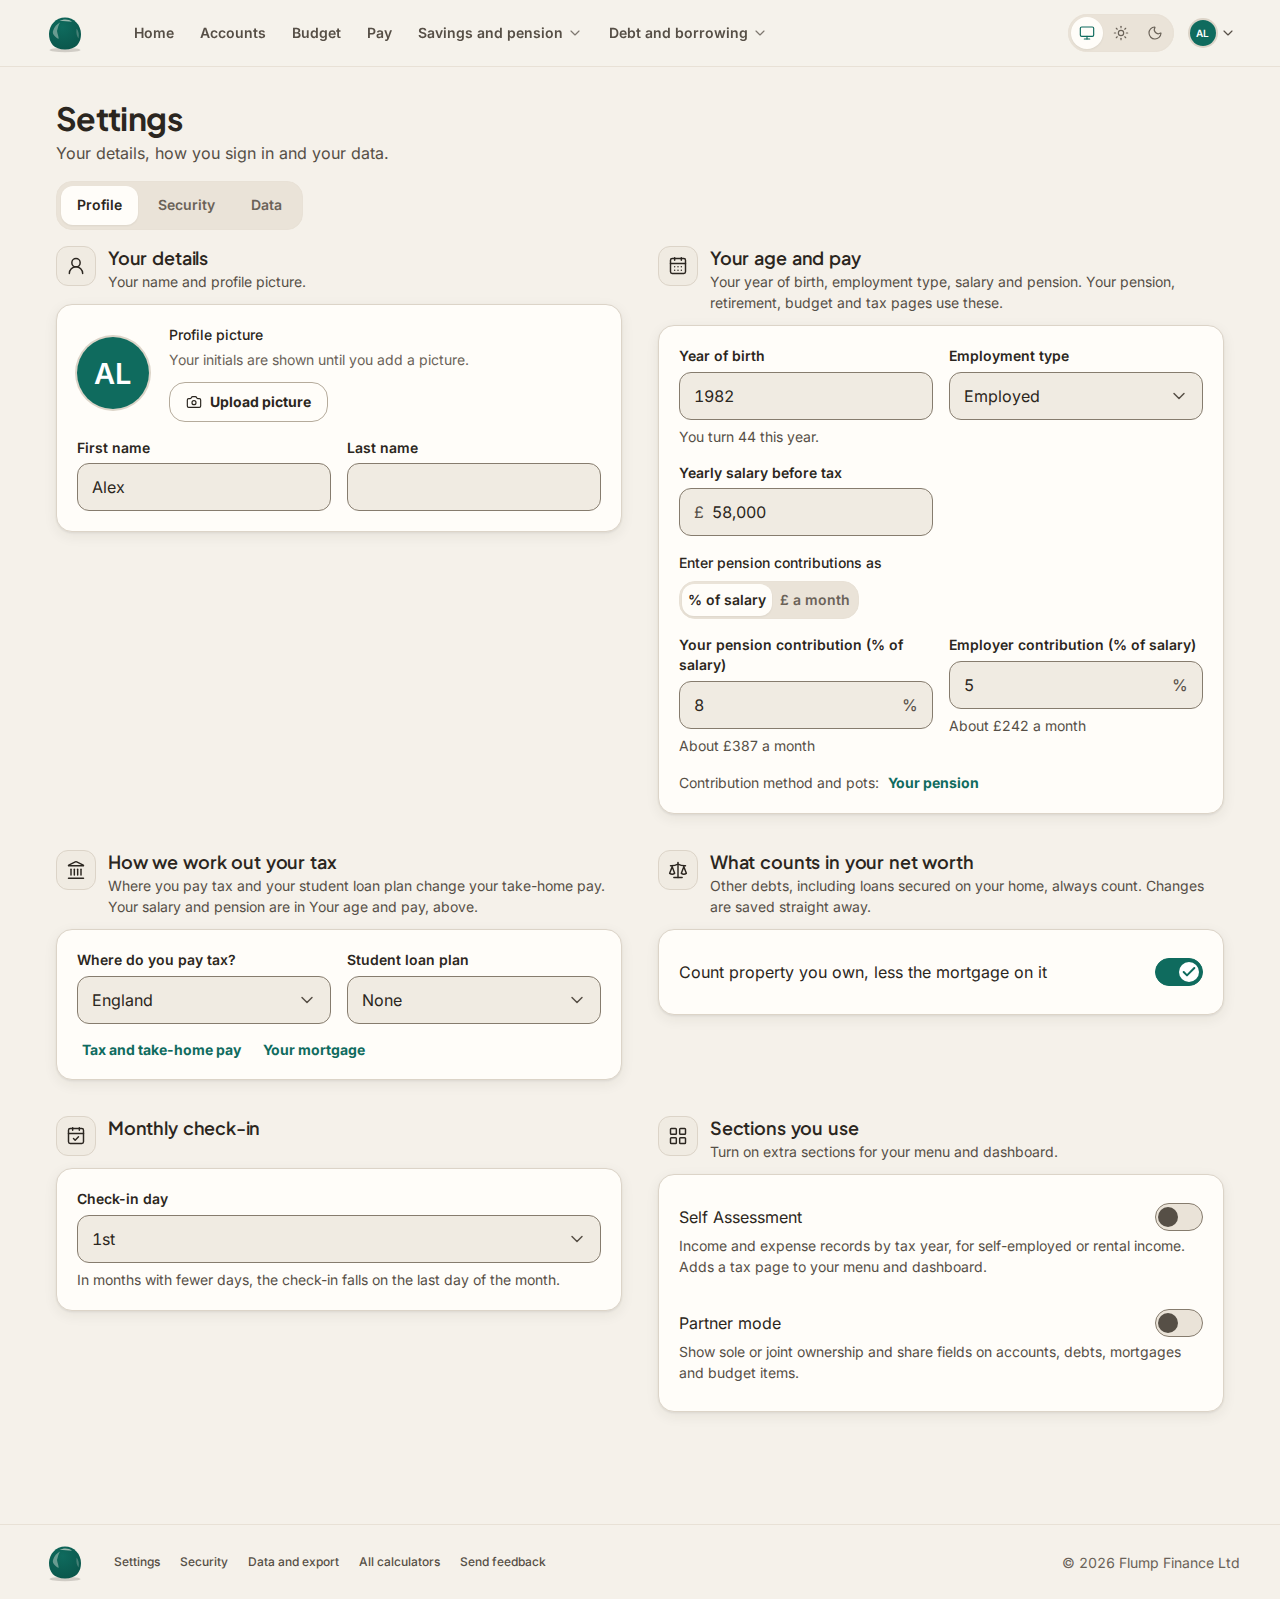 Home
Accounts
Budget
Pay
Savings and pension
Debt and borrowing
AL
Settings
Your details, how you sign in and your data.
Profile
Security
Data
Your details
Your name and profile picture.
AL
Profile picture
Your initials are shown until you add a picture.
Upload picture
First name
Last name
Alex
Your age and pay
Your year of birth, employment type, salary and pension. Your pension,
retirement, budget and tax pages use these.
Year of birth
Employment type
1982
Employed
You turn 44 this year.
Yearly salary before tax
£ 58,000
Enter pension contributions as
% of salary
£ a month
Your pension contribution (% of
salary)
Employer contribution (% of salary)
8 %
5 %
About £387 a month
About £242 a month
Contribution method and pots: Your pension
How we work out your tax
Where you pay tax and your student loan plan change your take-home pay.
Your salary and pension are in Your age and pay, above.
Where do you pay tax?
Student loan plan
England
None
Tax and take-home pay
Your mortgage
What counts in your net worth
Other debts, including loans secured on your home, always count. Changes
are saved straight away.
Count property you own, less the mortgage on it
Monthly check-in
Check-in day
1st
In months with fewer days, the check-in falls on the last day of the month.
Sections you use
Turn on extra sections for your menu and dashboard.
Self Assessment
Income and expense records by tax year, for self-employed or rental income.
Adds a tax page to your menu and dashboard.
Partner mode
Show sole or joint ownership and share fields on accounts, debts, mortgages
and budget items.
Settings
Security
Data and export
All calculators
Send feedback
© 2026 Flump Finance Ltd